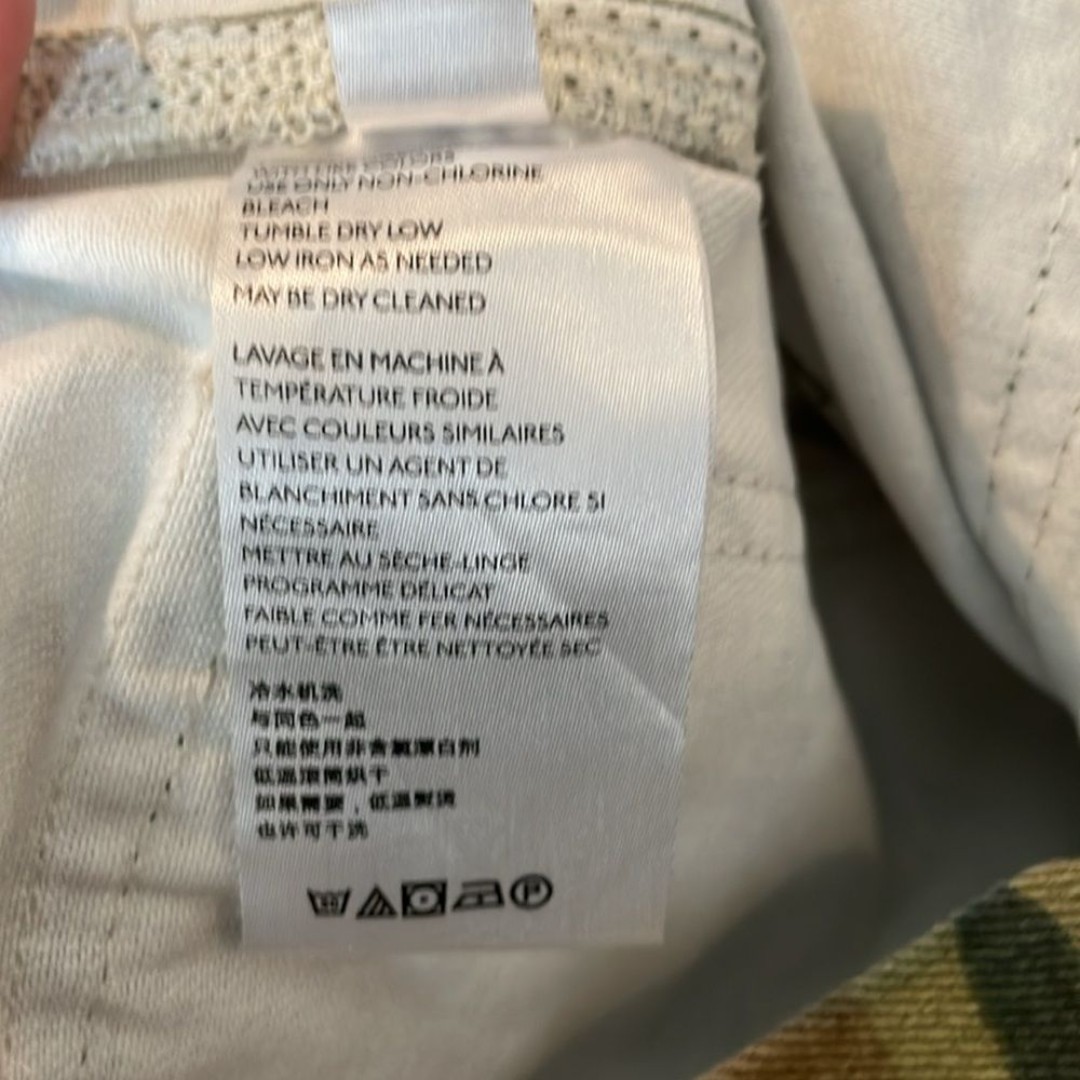 WITH LIKE COLORS
USE ONLY NON-CHLORINE
BLEACH
TUMBLE DRY LOW
LOW IRON AS NEEDED
MAY BE DRY CLEANED
LAVAGE EN MACHINE À
TEMPÉRATURE FROIDE
AVEC COULEURS SIMILAIRES
UTILISER UN AGENT DE
BLANCHIMENT SANS CHLORE SI
NÉCESSAIRE
METTRE AU SÈCHE-LINGE
PROGRAMME DÉLICAT
FAIBLE COMME FER NÉCESSAIRES
PEUT-ÊTRE ÊTRE NETTOYÉE SEC
冷水机洗
与同色一起
只能使用非含氯漂白剂
低温滚筒烘干
如果需要，低温熨烫
也许可干洗
P